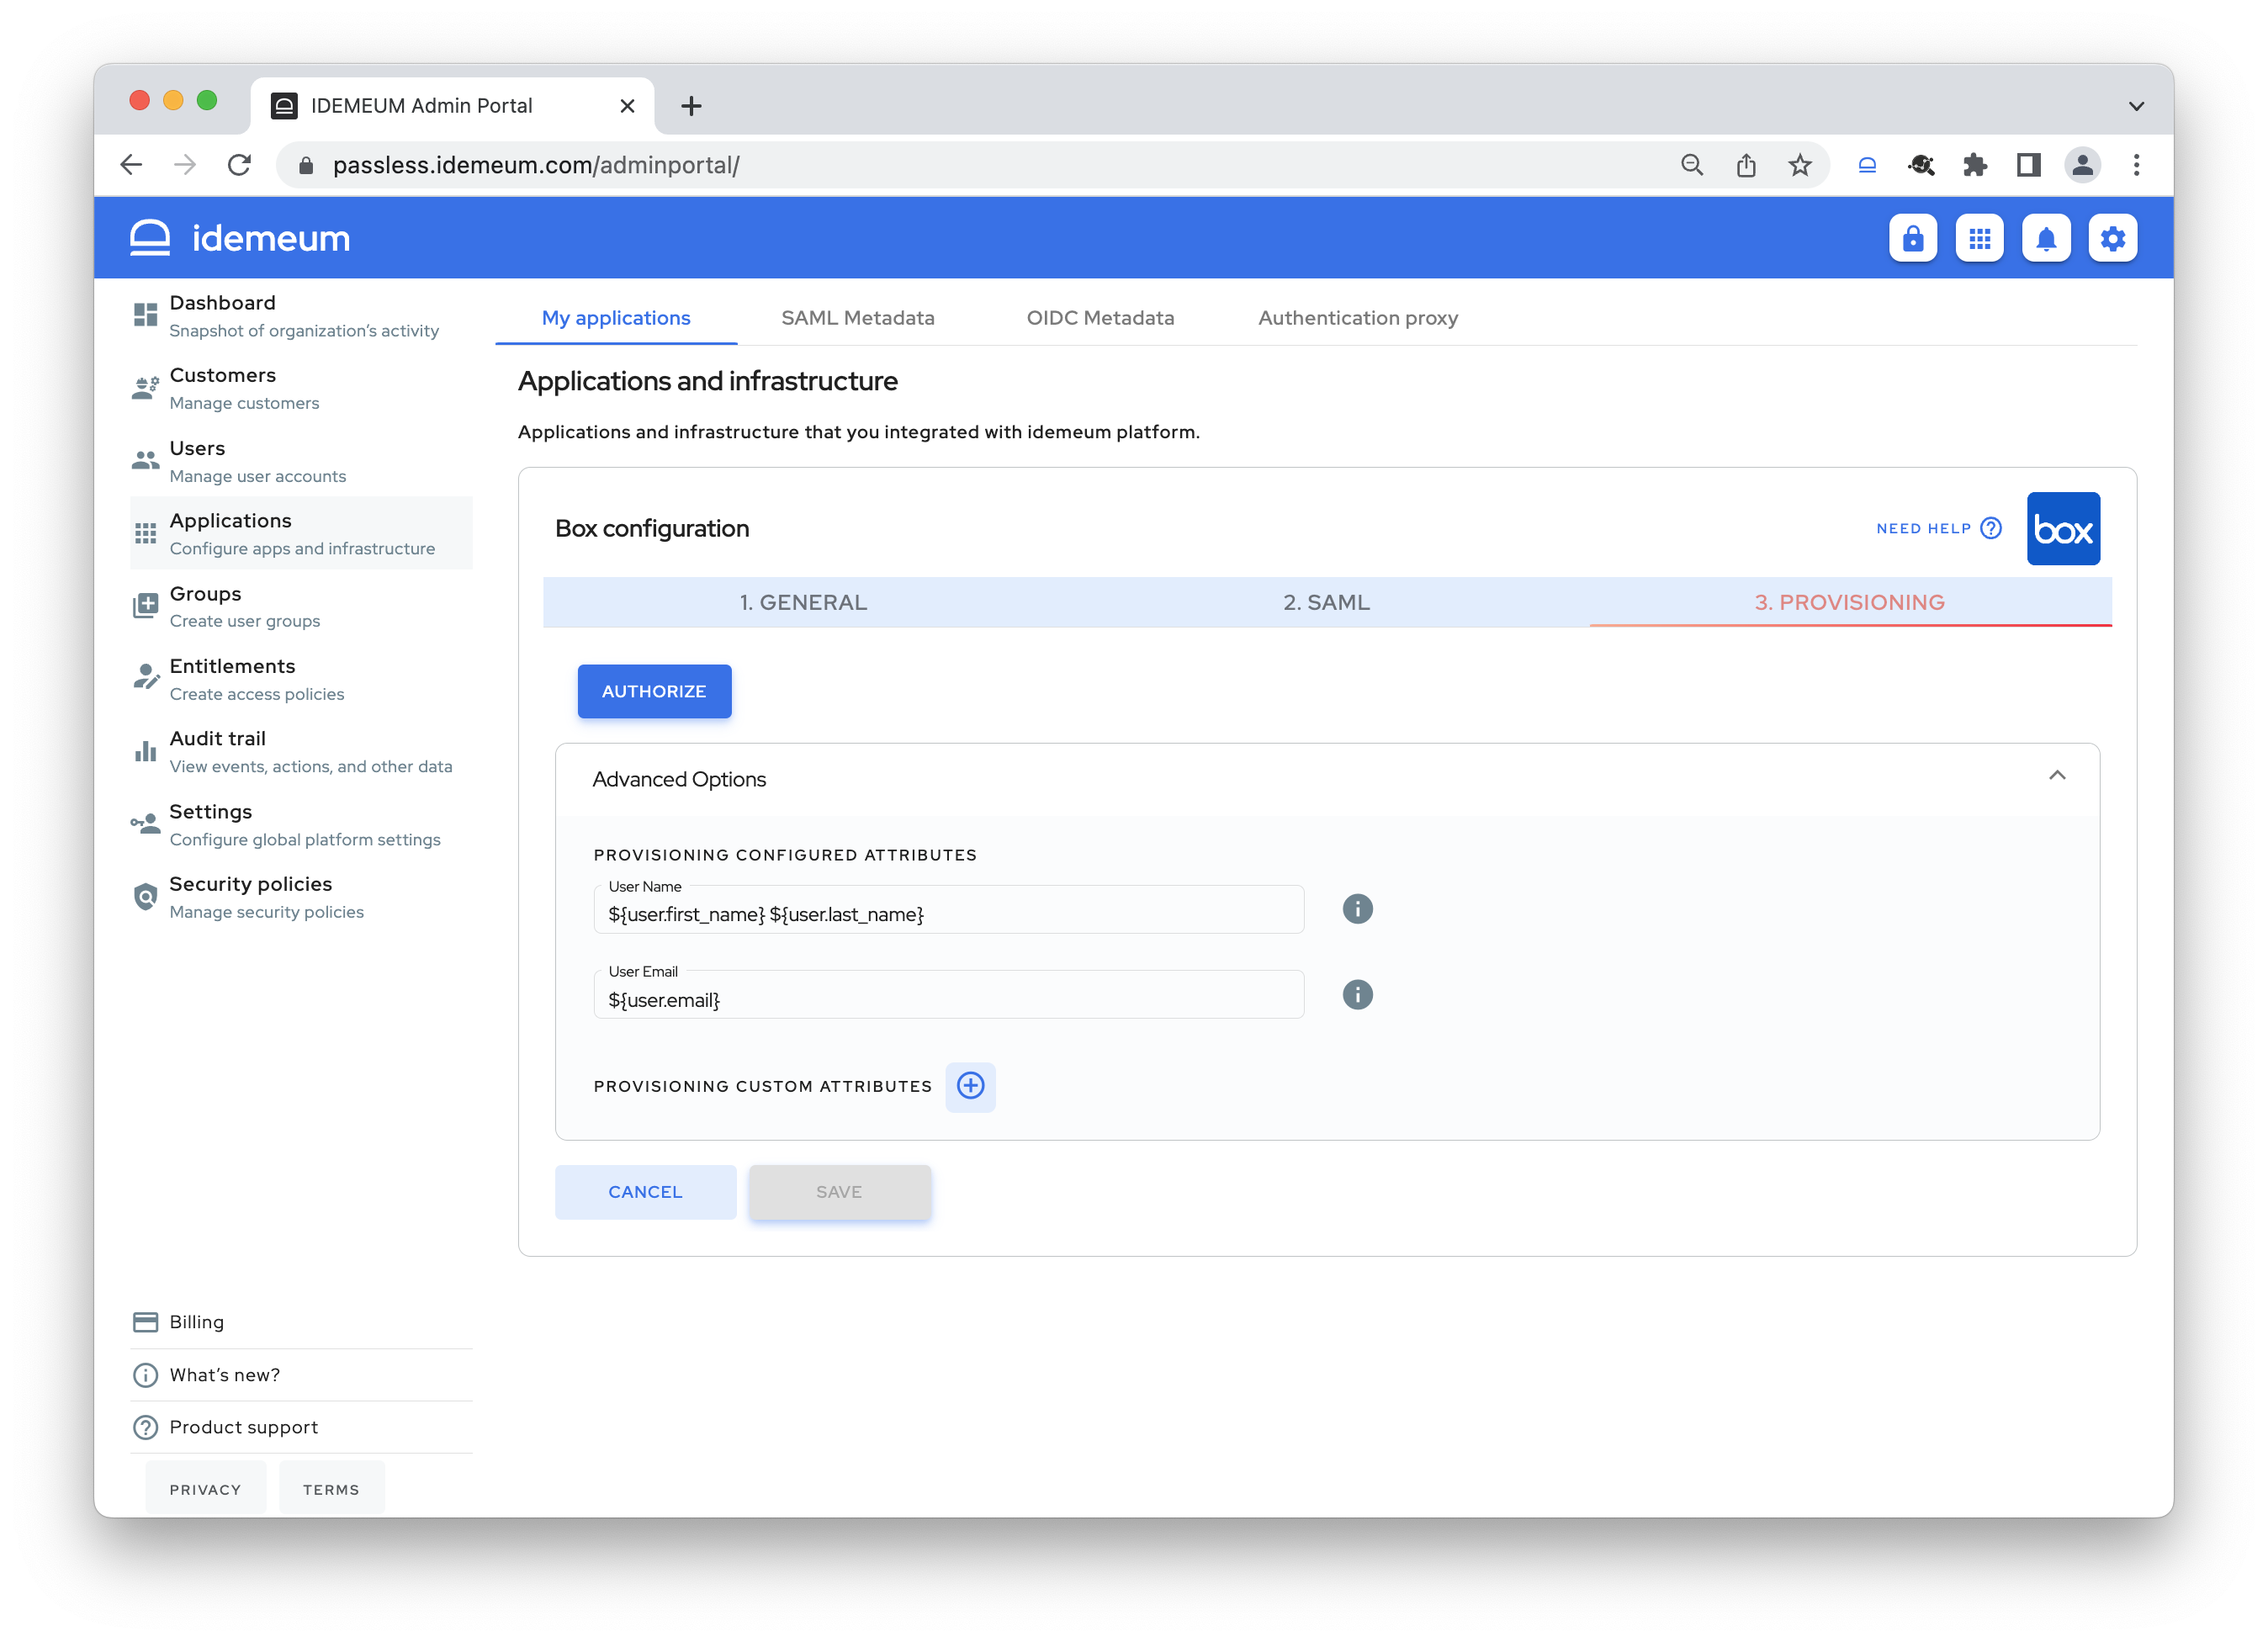 IDEMEUM Admin Portal
passless.idemeum.com/adminportal/
idemeum
Dashboard
Snapshot of organization's activity
Customers
Manage customers
Users
Manage user accounts
Applications
Configure apps and infrastructure
Groups
Create user groups
Entitlements
Create access policies
Audit trail
View events, actions, and other data
Settings
Configure global platform settings
Security policies
Manage security policies
Billing
What's new?
Product support
PRIVACY TERMS
My applications SAML Metadata OIDC Metadata Authentication proxy
Applications and infrastructure
Applications and infrastructure that you integrated with idemeum platform.
Box configuration
NEED HELP
box
1. GENERAL 2. SAML 3. PROVISIONING
AUTHORIZE
Advanced Options
PROVISIONING CONFIGURED ATTRIBUTES
User Name
${user.first_name} ${user.last_name}
User Email
${user.email}
PROVISIONING CUSTOM ATTRIBUTES
CANCEL SAVE